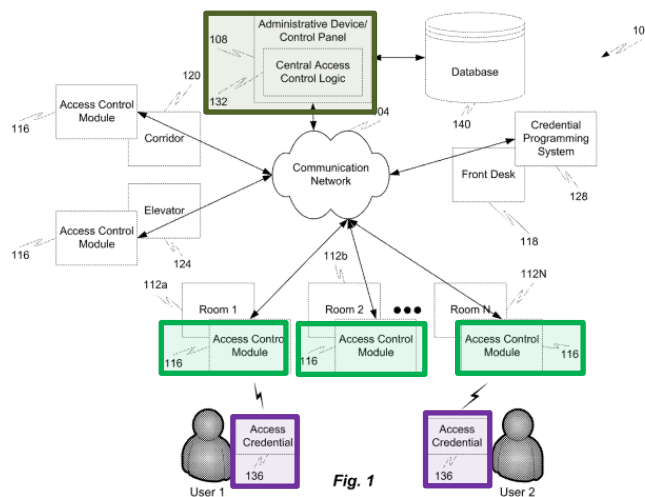 Administrative Device/
Control Panel
108
Central Access
Control Logic
132
Database
140
10
120
Access Control
Module
116
Corridor
04
Communication
Network
Credential
Programming
System
128
Front Desk
118
Elevator
Access Control
Module
116
124
112a
112b
112N
Room 1
Room 2
Room N
Access Control
Module
116
Access Control
Module
116
Access Control
Module
116
Access
Credential
136
User 1
Fig. 1
Access
Credential
136
User 2